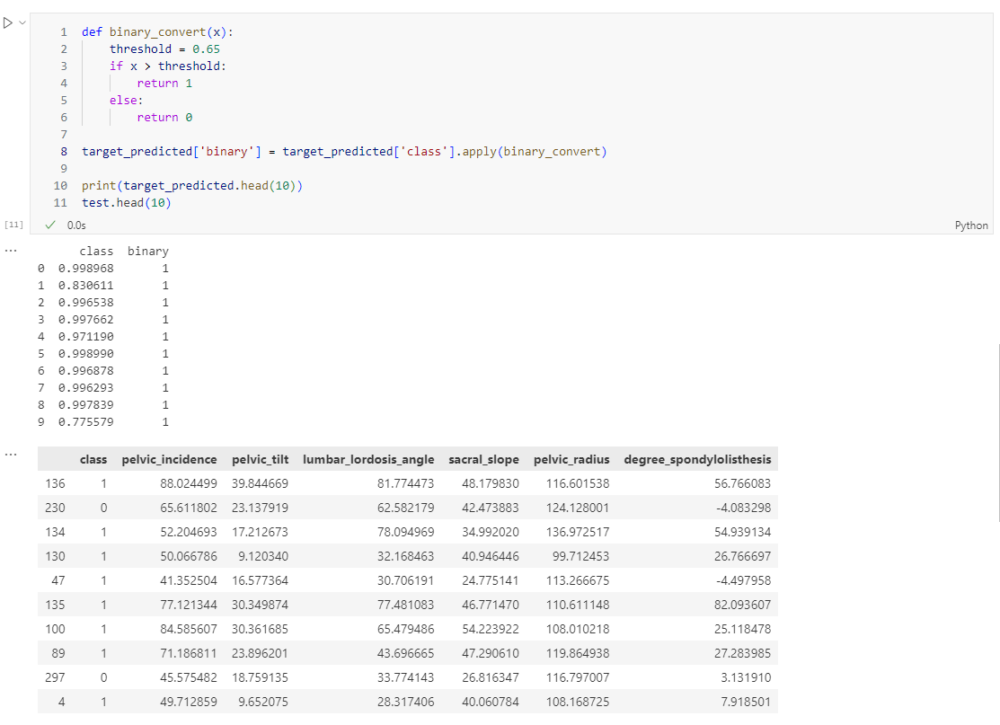 1 def binary_convert(x):
2     threshold = 0.65
3     if x > threshold:
4         return 1
5     else:
6         return 0
7
8 target_predicted['binary'] = target_predicted['class'].apply(binary_convert)
9
10 print(target_predicted.head(10))
11 test.head(10)
[11] 0.0s Python
class binary
0 0.998968 1
1 0.830611 1
2 0.996538 1
3 0.997662 1
4 0.971190 1
5 0.998990 1
6 0.996878 1
7 0.996293 1
8 0.997839 1
9 0.775579 1
class pelvic_incidence pelvic_tilt lumbar_lordosis_angle sacral_slope pelvic_radius degree_spondylolisthesis
136 1 88.024499 39.844669 81.774473 48.179830 116.601538 56.766083
230 0 65.611802 23.137919 62.582179 42.473883 124.128001 -4.083298
134 1 52.204693 17.212673 78.094969 34.992020 136.972517 54.939134
130 1 50.066786 9.120340 32.168463 40.946446 99.712453 26.766697
47 1 41.352504 16.577364 30.706191 24.775141 113.266675 -4.497958
135 1 77.121344 30.349874 77.481083 46.771470 110.611148 82.093607
100 1 84.585607 30.361685 65.479486 54.223922 108.010218 25.118478
89 1 71.186811 23.896201 43.696665 47.290610 119.864938 27.283985
297 0 45.575482 18.759135 33.774143 26.816347 116.797007 3.131910
4 1 49.712859 9.652075 28.317406 40.060784 108.168725 7.918501